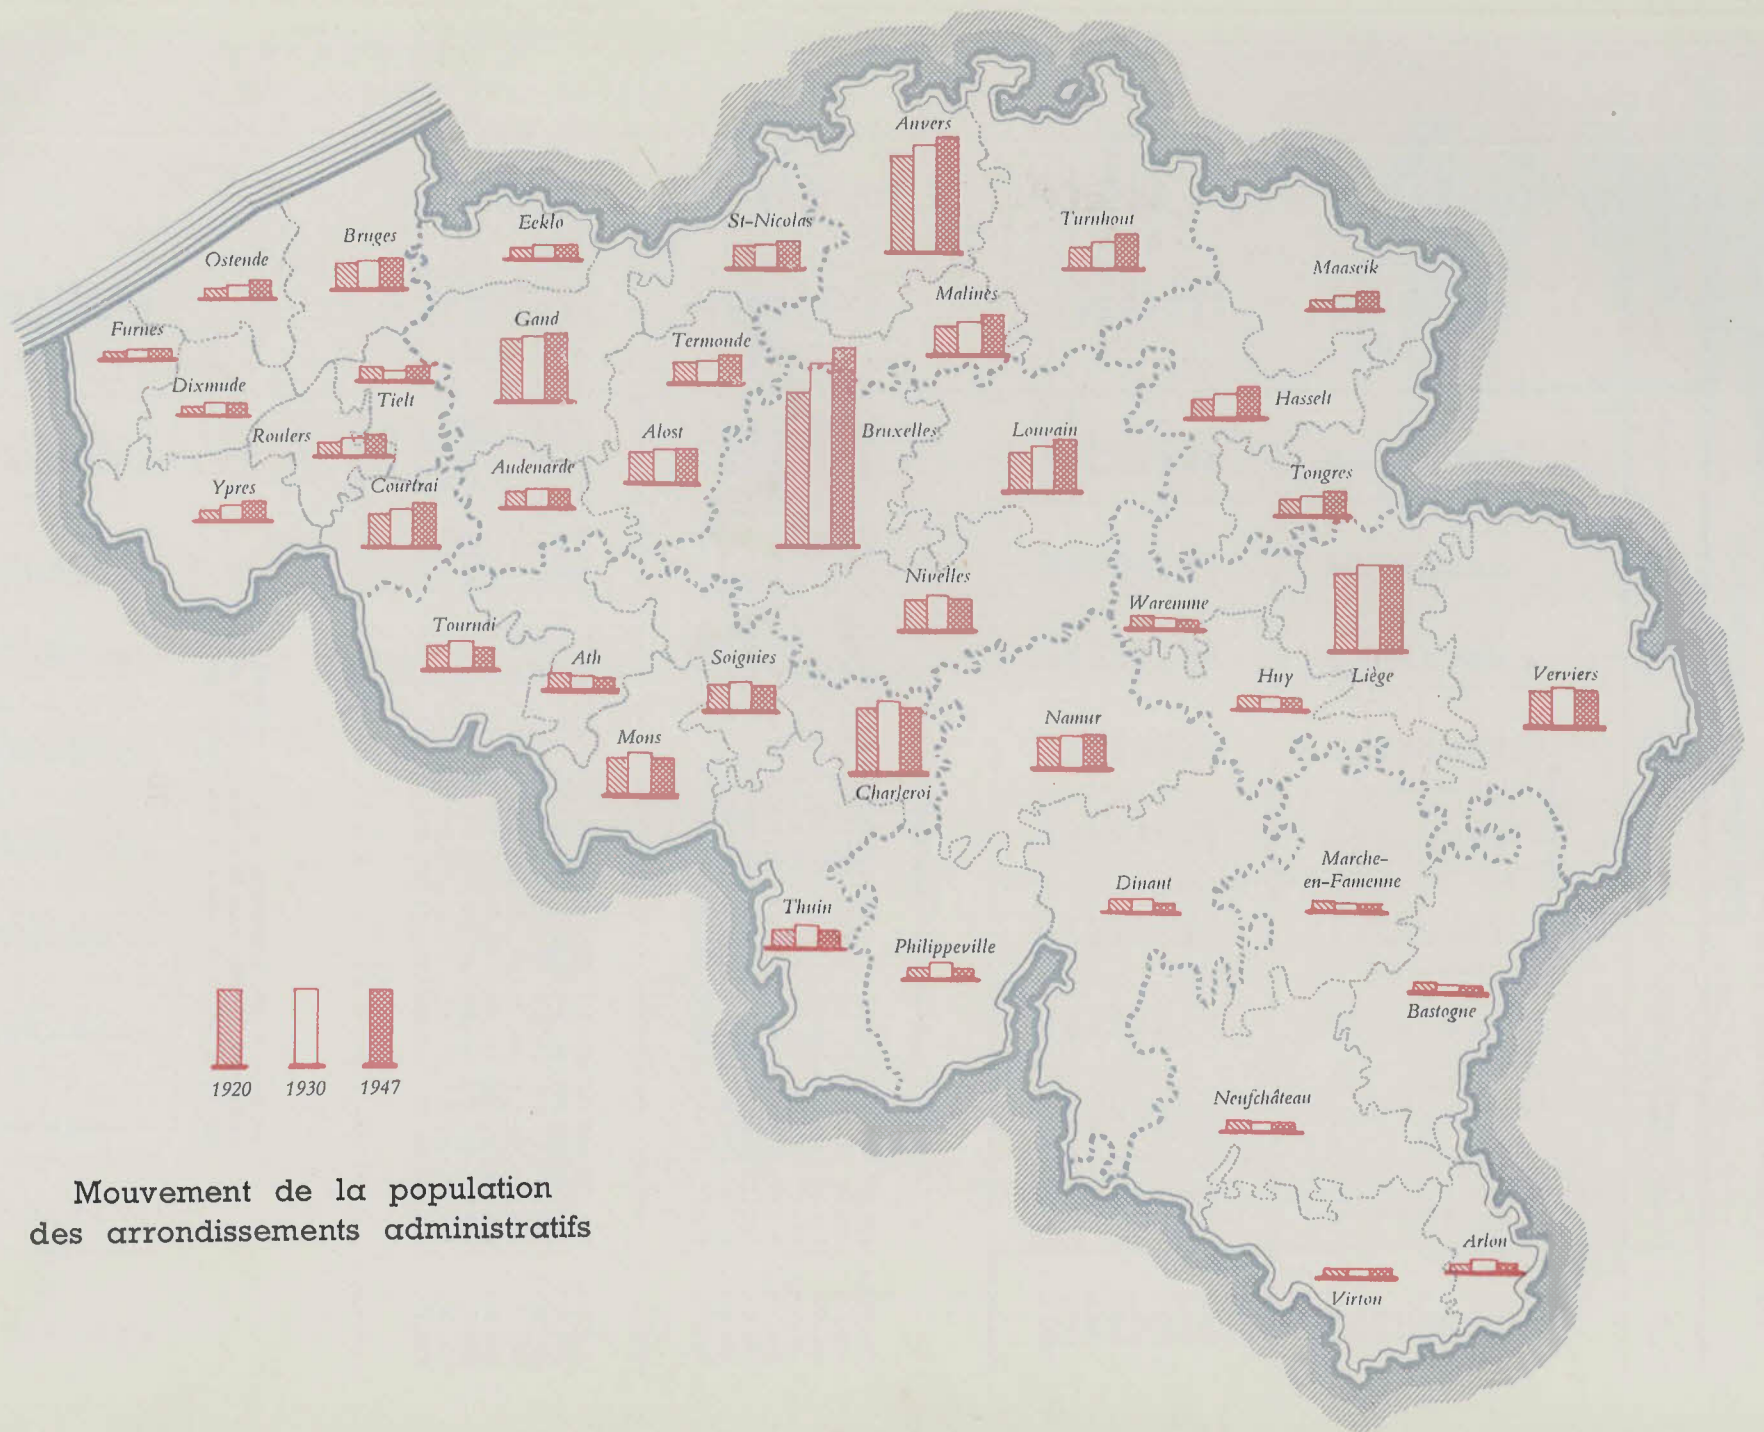 Anvers
Turnhout
Eeklo
St-Nicolas
Bruges
Ostende
Maaseik
Malines
Furnes
Gand
Termonde
Dixmude
Tielt
Hasselt
Roulers
Alost
Bruxelles
Louvain
Audenarde
Tongres
Ypres
Courtrai
Nivelles
Waremme
Tournai
Ath
Soignies
Huy
Liège
Verviers
Mons
Namur
Charleroi
Marche-
en-Famenne
Dinant
Thuin
Philippeville
Bastogne
1920 1930 1947
Neufchâteau
Mouvement de la population
des arrondissements administratifs
Arlon
Virton